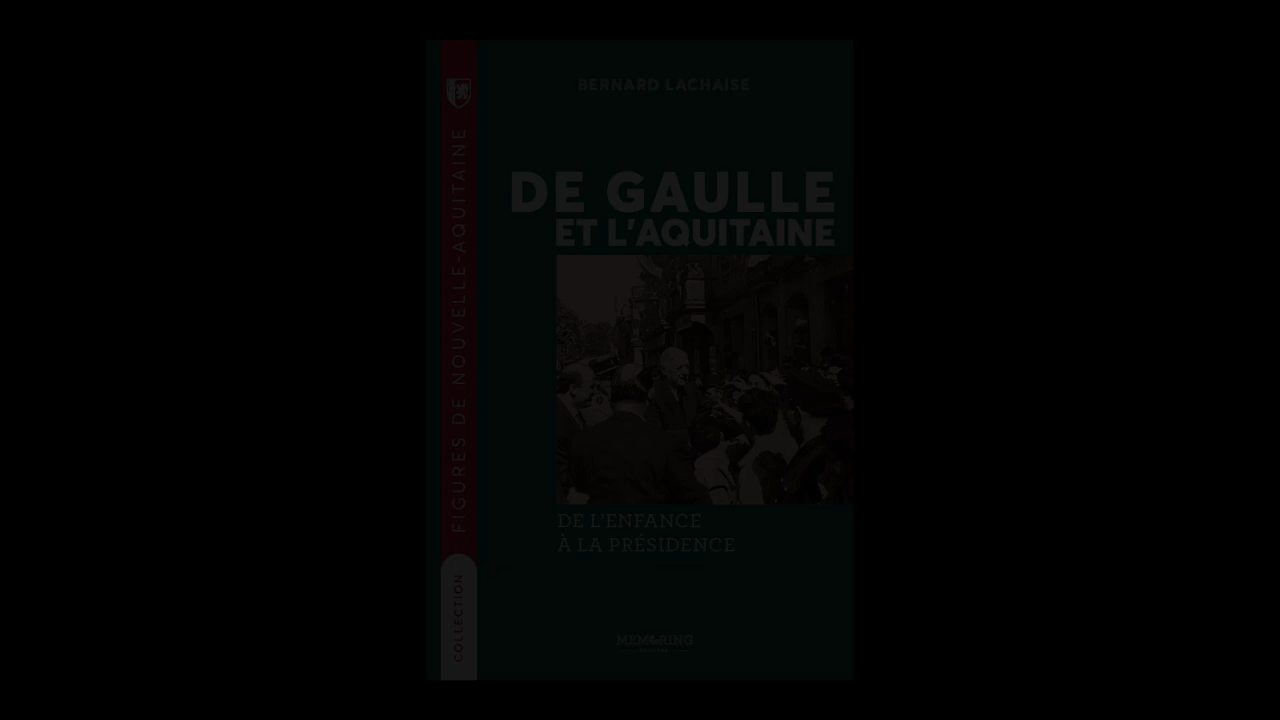 BERNARD LACHAISE
DE GAULLE
ET L'AQUITAINE
DE L'ENFANCE
À LA PRÉSIDENCE
MEMORING
FIGURES DE NOUVELLE-AQUITAINE
COLLECTION